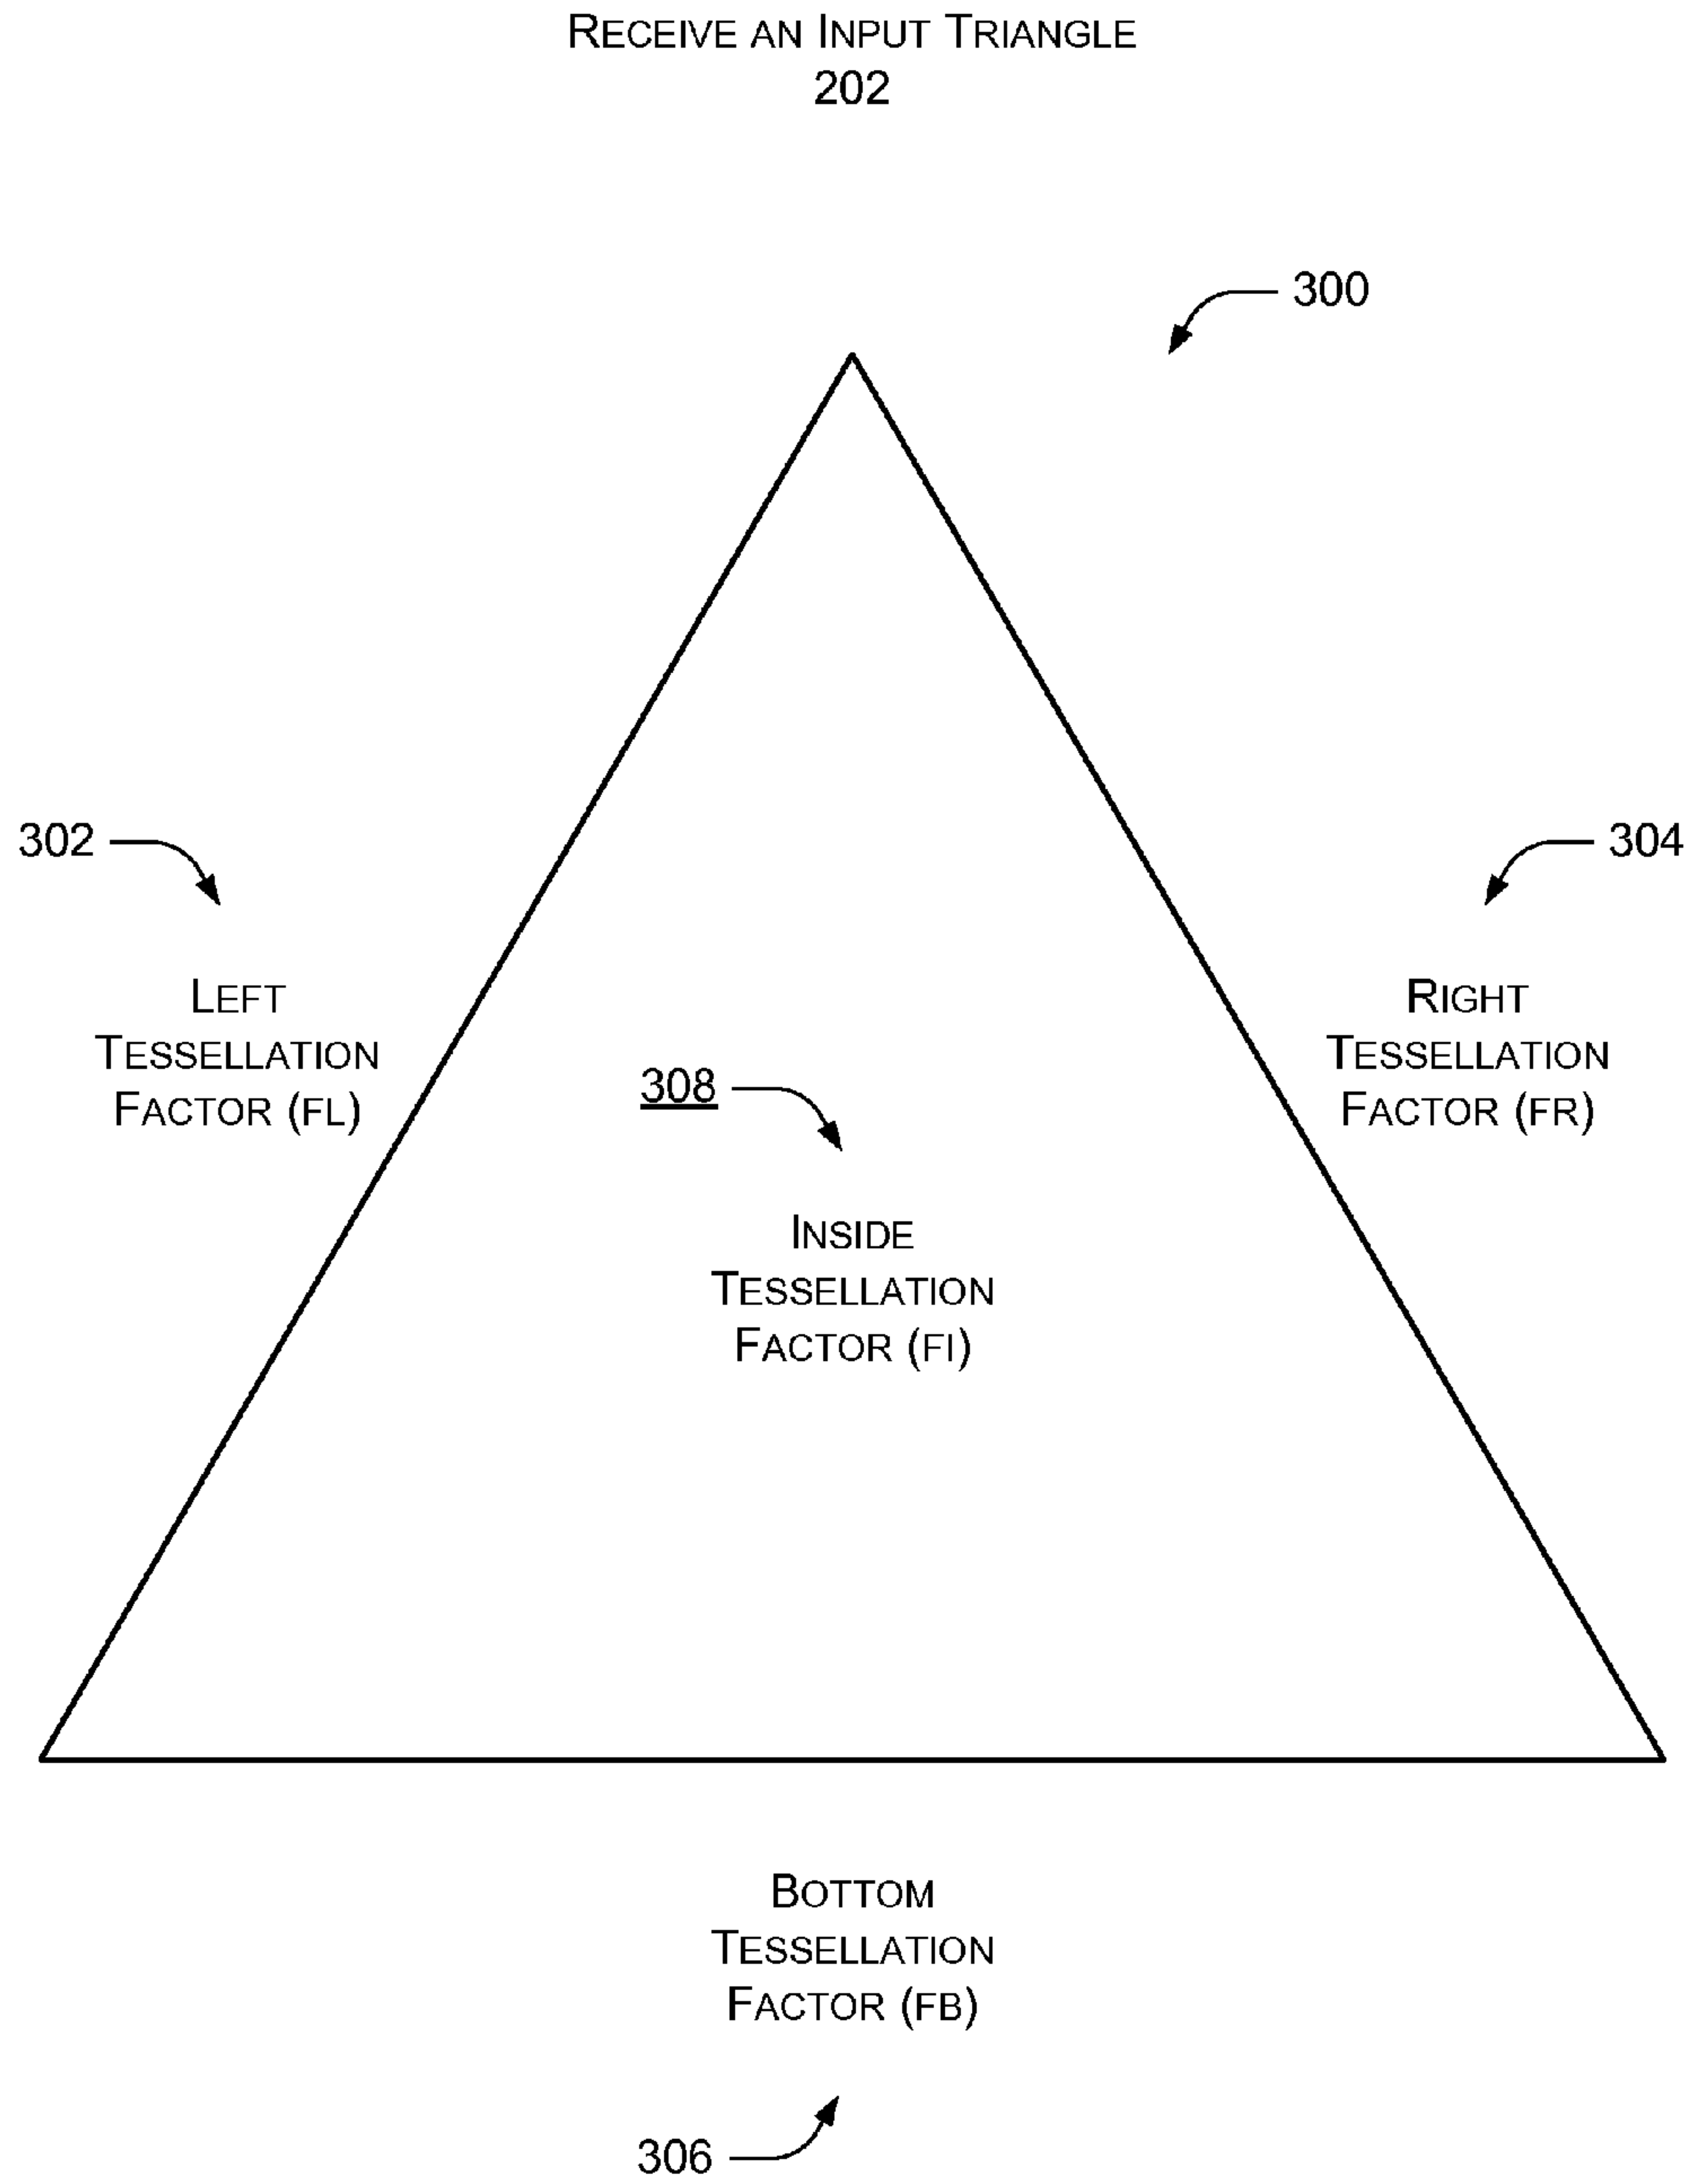 RECEIVE AN INPUT TRIANGLE
202
300
302
304
LEFT
TESSELLATION
FACTOR (FL)
RIGHT
TESSELLATION
FACTOR (FR)
308
INSIDE
TESSELLATION
FACTOR (FI)
BOTTOM
TESSELLATION
FACTOR (FB)
306